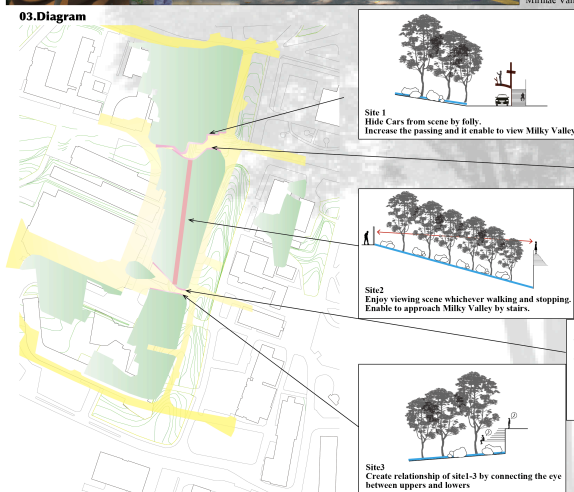 Mirinae Val
03.Diagram
Site 1
Hide Cars from scene by folly.
Increase the passing and it enable to view Milky Valley
Site2
Enjoy viewing scene whichever walking and stopping.
Enable to approach Milky Valley by stairs.
Site3
Create relationship of site1-3 by connecting the eye
between uppers and lowers